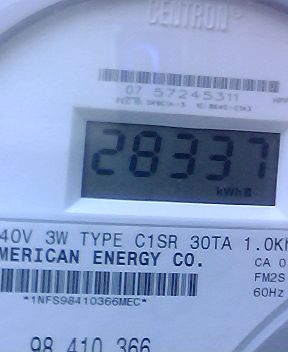 CENTRON®
07 57245311
28337
kWh
40V 3W TYPE C1SR 30TA 1.0Kh
MERICAN ENERGY CO.
CA 0
FM2S
60Hz
*1NFS98410366MEC*
98 410 366